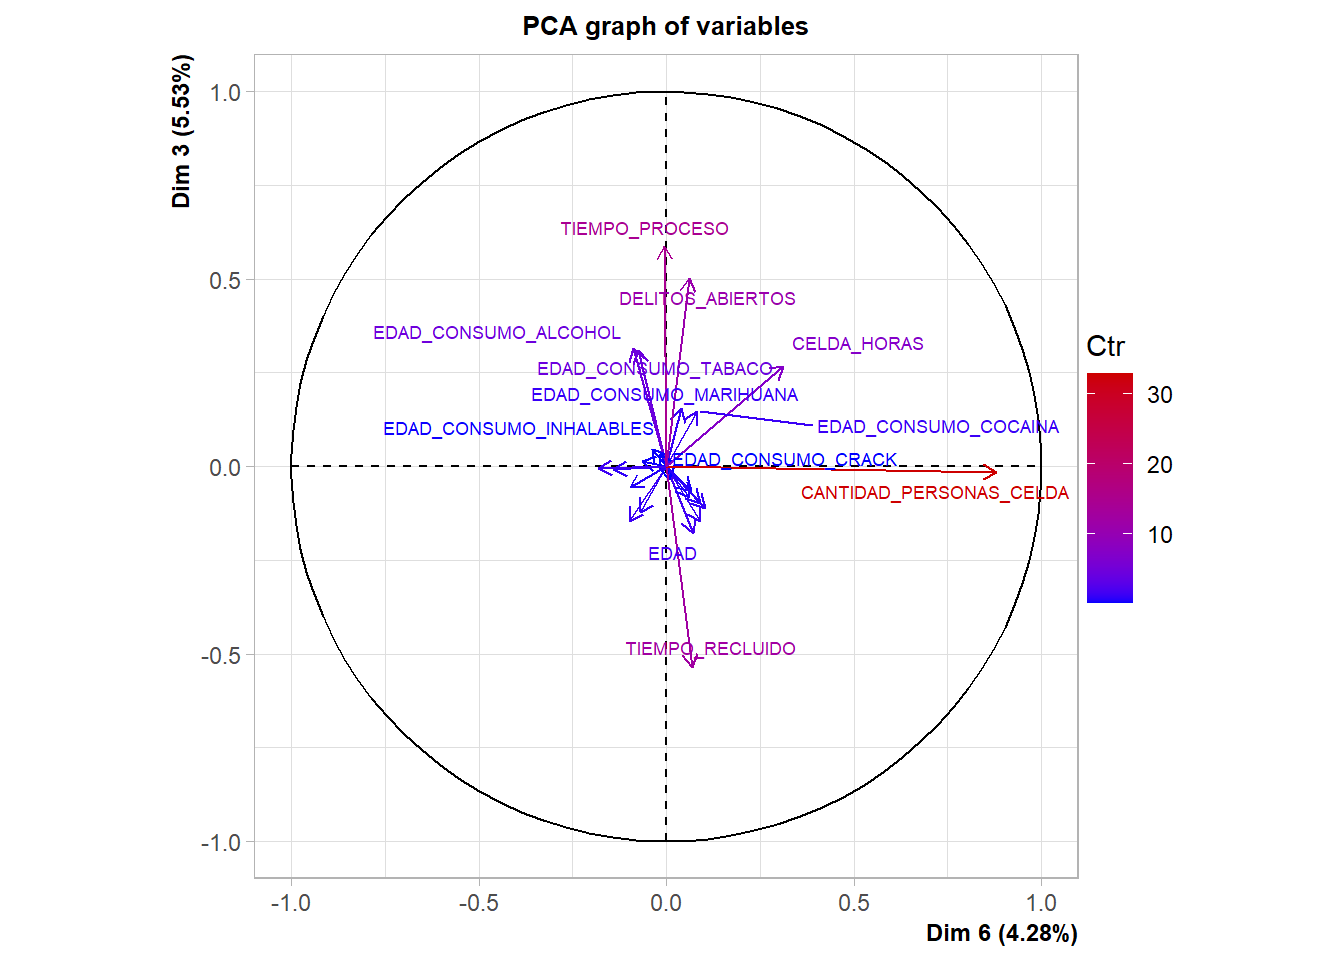 PCA graph of variables
Dim 3 (5.53%)
1.0
0.5
0.0
-0.5
-1.0
TIEMPO_PROCESO
DELITOS_ABIERTOS
EDAD_CONSUMO_ALCOHOL
CELDA_HORAS
EDAD_CONSUMO_TABACO
EDAD_CONSUMO_MARIHUANA
EDAD_CONSUMO_INHALABLES
EDAD_CONSUMO_COCAINA
EDAD_CONSUMO_CRACK
CANTIDAD_PERSONAS_CELDA
EDAD
TIEMPO_RECLUIDO
Ctr
30
20
10
-1.0
-0.5
0.0
0.5
1.0
Dim 6 (4.28%)